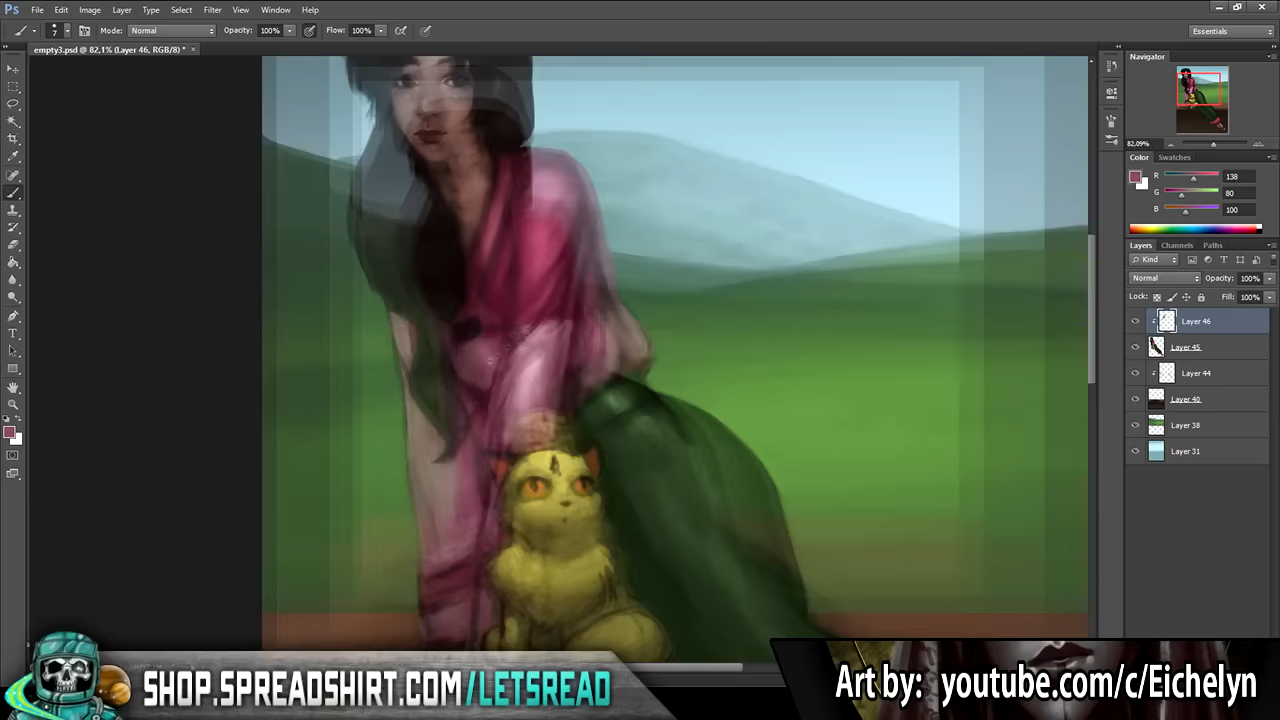 Ps File Edit Image Layer Type Select Filter View Window Help
7 Mode: Normal Opacity: 100% Flow: 100% Essentials
empty3.psd @ 82,1% (Layer 46, RGB/8) *
Navigator
82.09%
Color Swatches
R 138
G 80
B 100
Layers Channels Paths
Kind
Normal Opacity: 100%
Lock: Fill: 100%
Layer 46
Layer 45
Layer 44
Layer 40
Layer 38
Layer 31
SHOP.SPREADSHIRT.COM/LETSREAD
Art by: youtube.com/c/Eichelyn